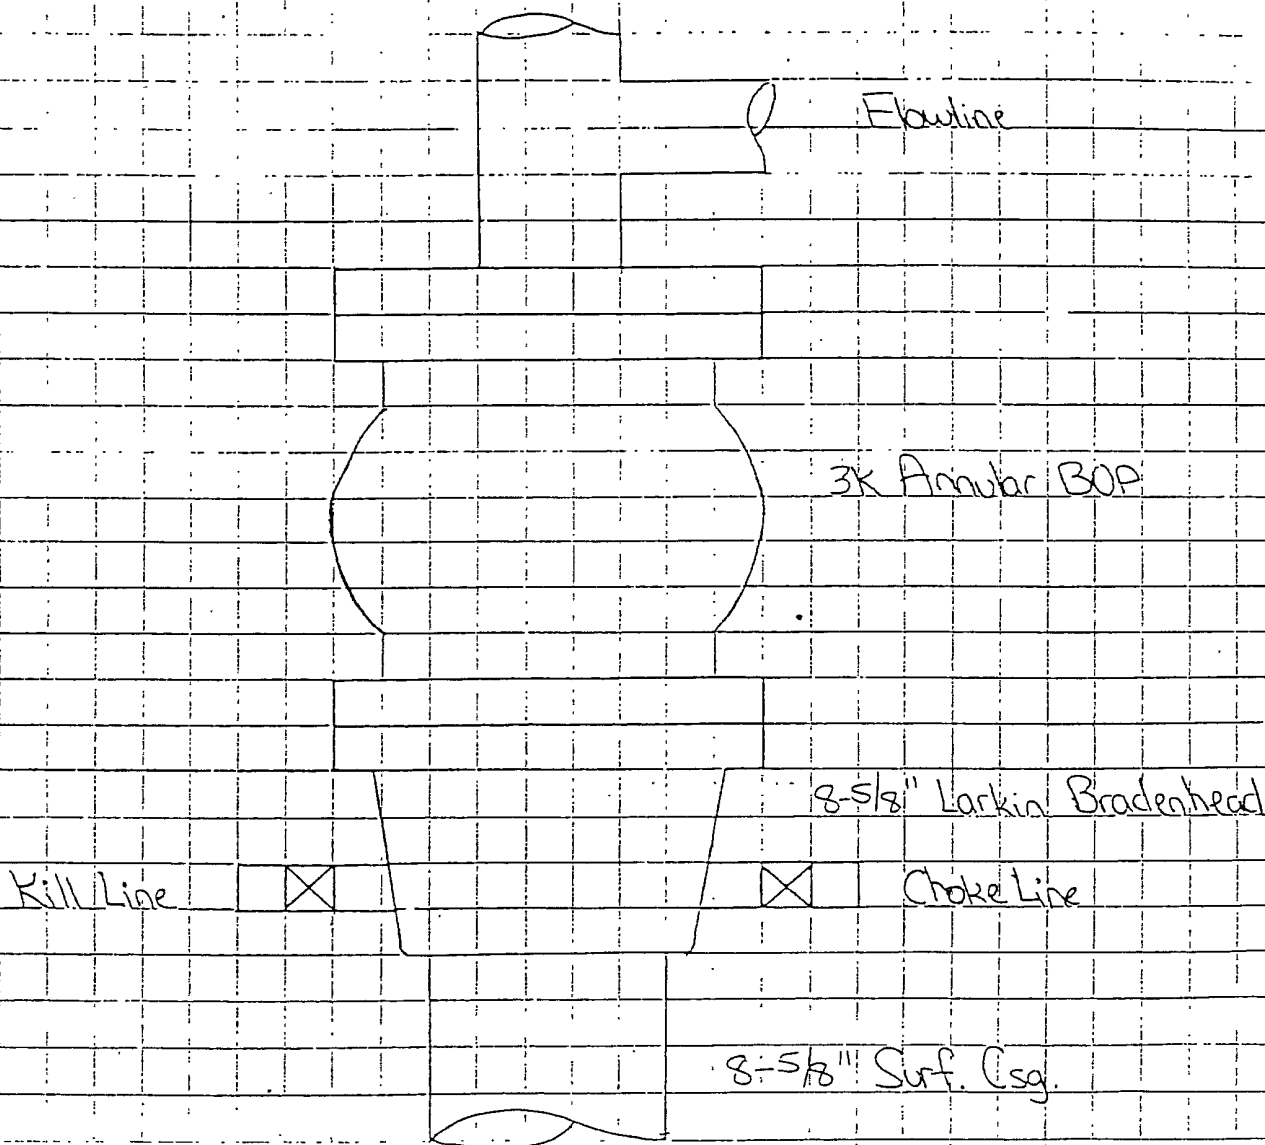 Flowline
3K Annular BOP
8-5/8" Larkin Bradenhead
Kill Line
Choke Line
8-5/8" Surf. Csg.